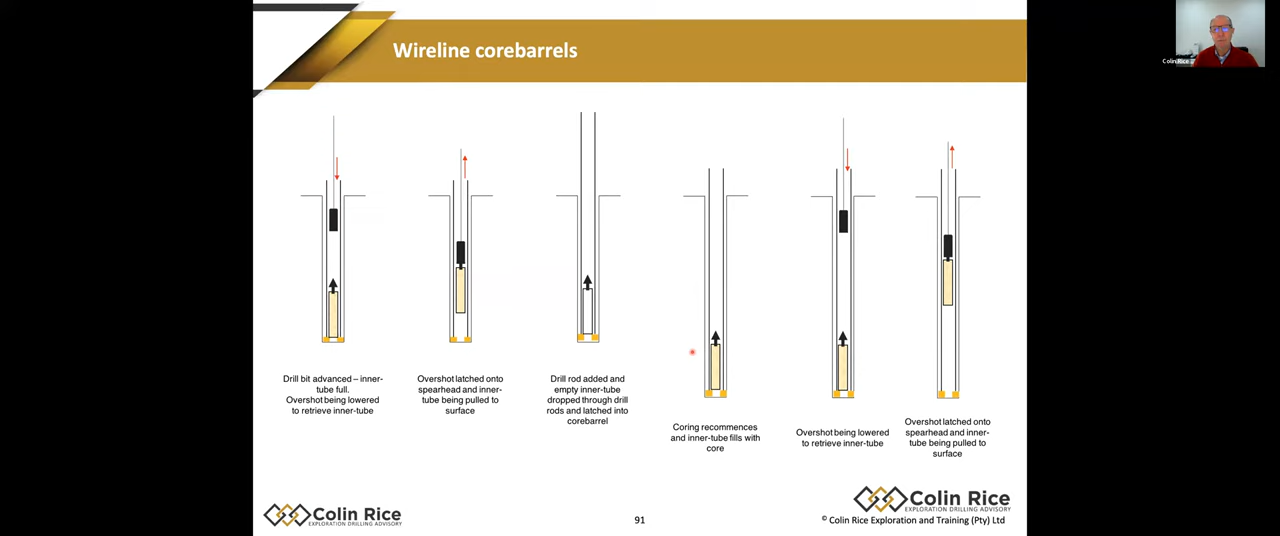 Wireline corebarrels
Colin Rice
Drill bit advanced – inner-
tube full.
Overshot being lowered
to retrieve inner-tube
Overshot latched onto
spearhead and inner-
tube being pulled to
surface
Drill rod added and
empty inner-tube
dropped through drill
rods and latched into
corebarrel
Coring recommences
and inner-tube fills with
core
Overshot being lowered
to retrieve inner-tube
Overshot latched onto
spearhead and inner-
tube being pulled to
surface
Colin Rice
EXPLORATION DRILLING ADVISORY
91
Colin Rice
EXPLORATION DRILLING ADVISORY
© Colin Rice Exploration and Training (Pty) Ltd